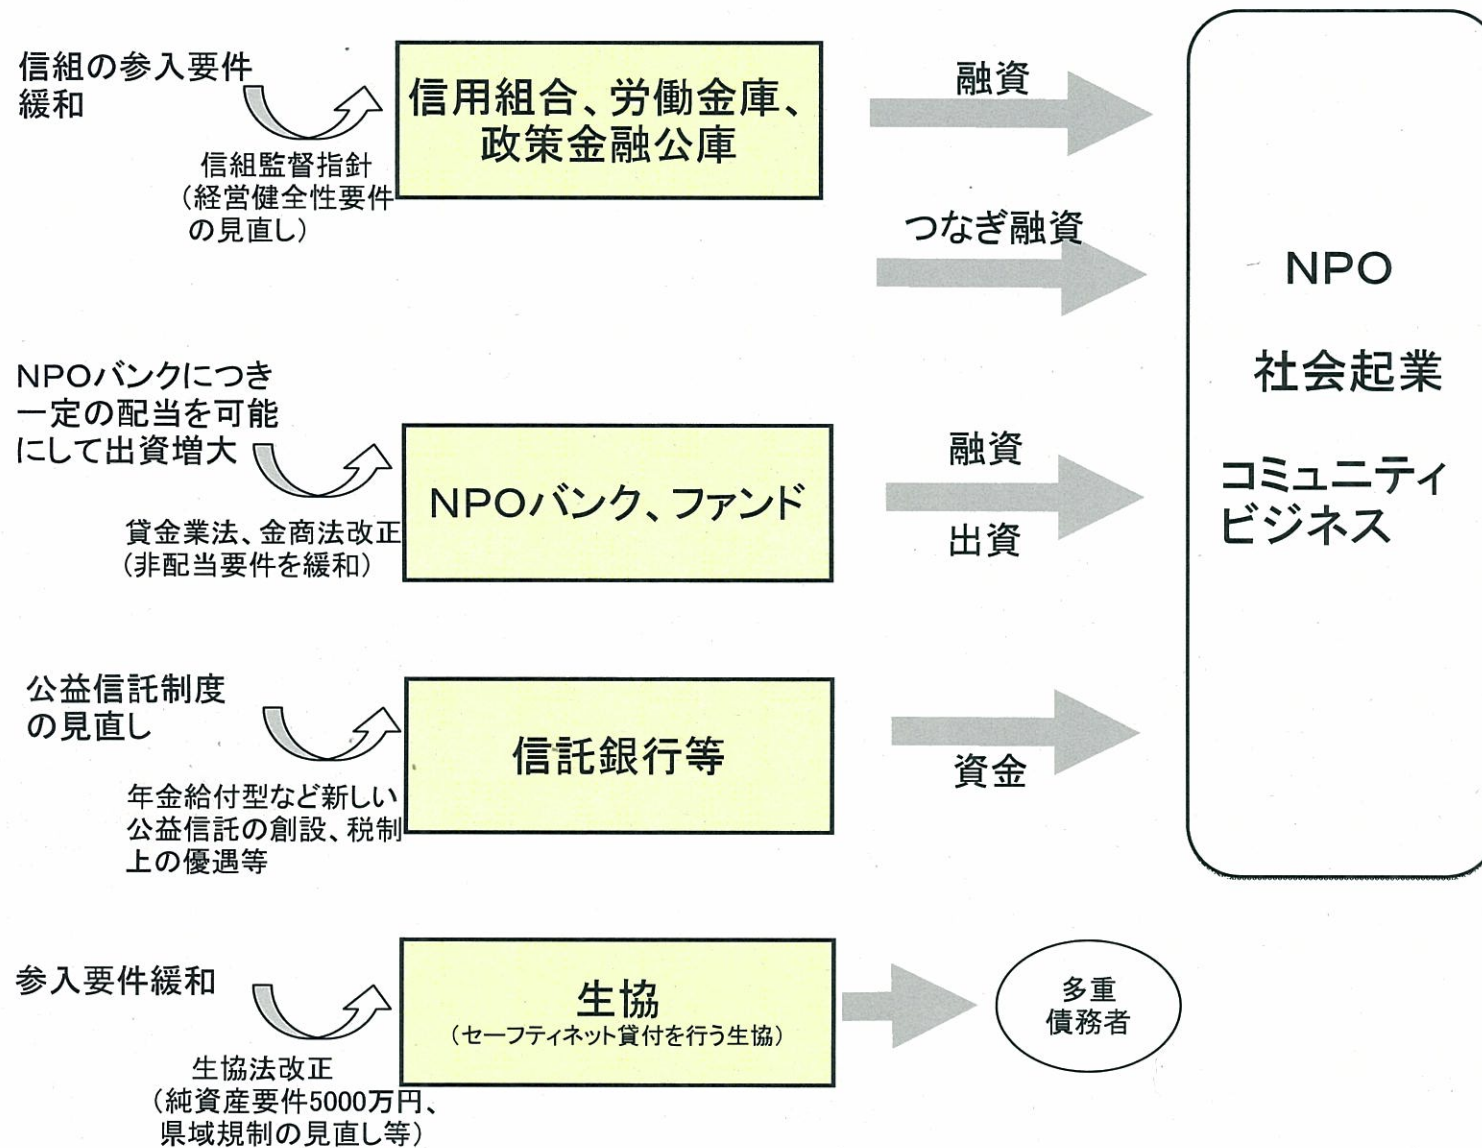 信組の参入要件
緩和
信組監督指針
(経営健全性要件
の見直し)
信用組合、労働金庫、
政策金融公庫
融資
つなぎ融資
NPOバンクにつき
一定の配当を可能
にして出資増大
貸金業法、金商法改正
(非配当要件を緩和)
NPOバンク、ファンド
融資
出資
公益信託制度
の見直し
年金給付型など新しい
公益信託の創設、税制
上の優遇等
信託銀行等
資金
NPO
社会起業
コミュニティ
ビジネス
参入要件緩和
生協法改正
(純資産要件5000万円、
県域規制の見直し等)
生協
(セーフティネット貸付を行う生協)
多重
債務者